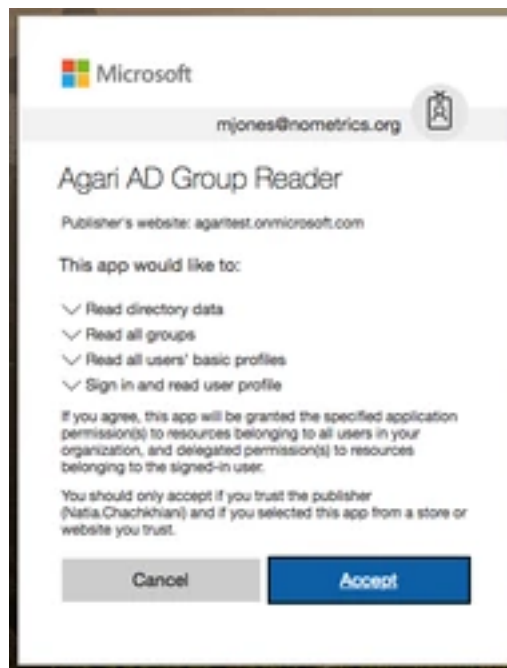 Microsoft
mjones@nometrics.org
Agari AD Group Reader
Publisher's website: agaritest.onmicrosoft.com
This app would like to:
Read directory data
Read all groups
Read all users' basic profiles
Sign in and read user profile
If you agree, this app will be granted the specified application
permission(s) to resources belonging to all users in your
organization, and delegated permission(s) to resources
belonging to the signed-in user.
You should only accept if you trust the publisher
(Natia.Chachkhiani) and if you selected this app from a store or
website you trust.
Cancel
Accept